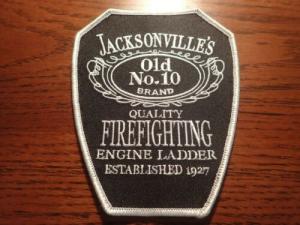 JACKSONVILLE'S
Old
No.10
BRAND
QUALITY
FIREFIGHTING
ENGINE LADDER
ESTABLISHED 1927